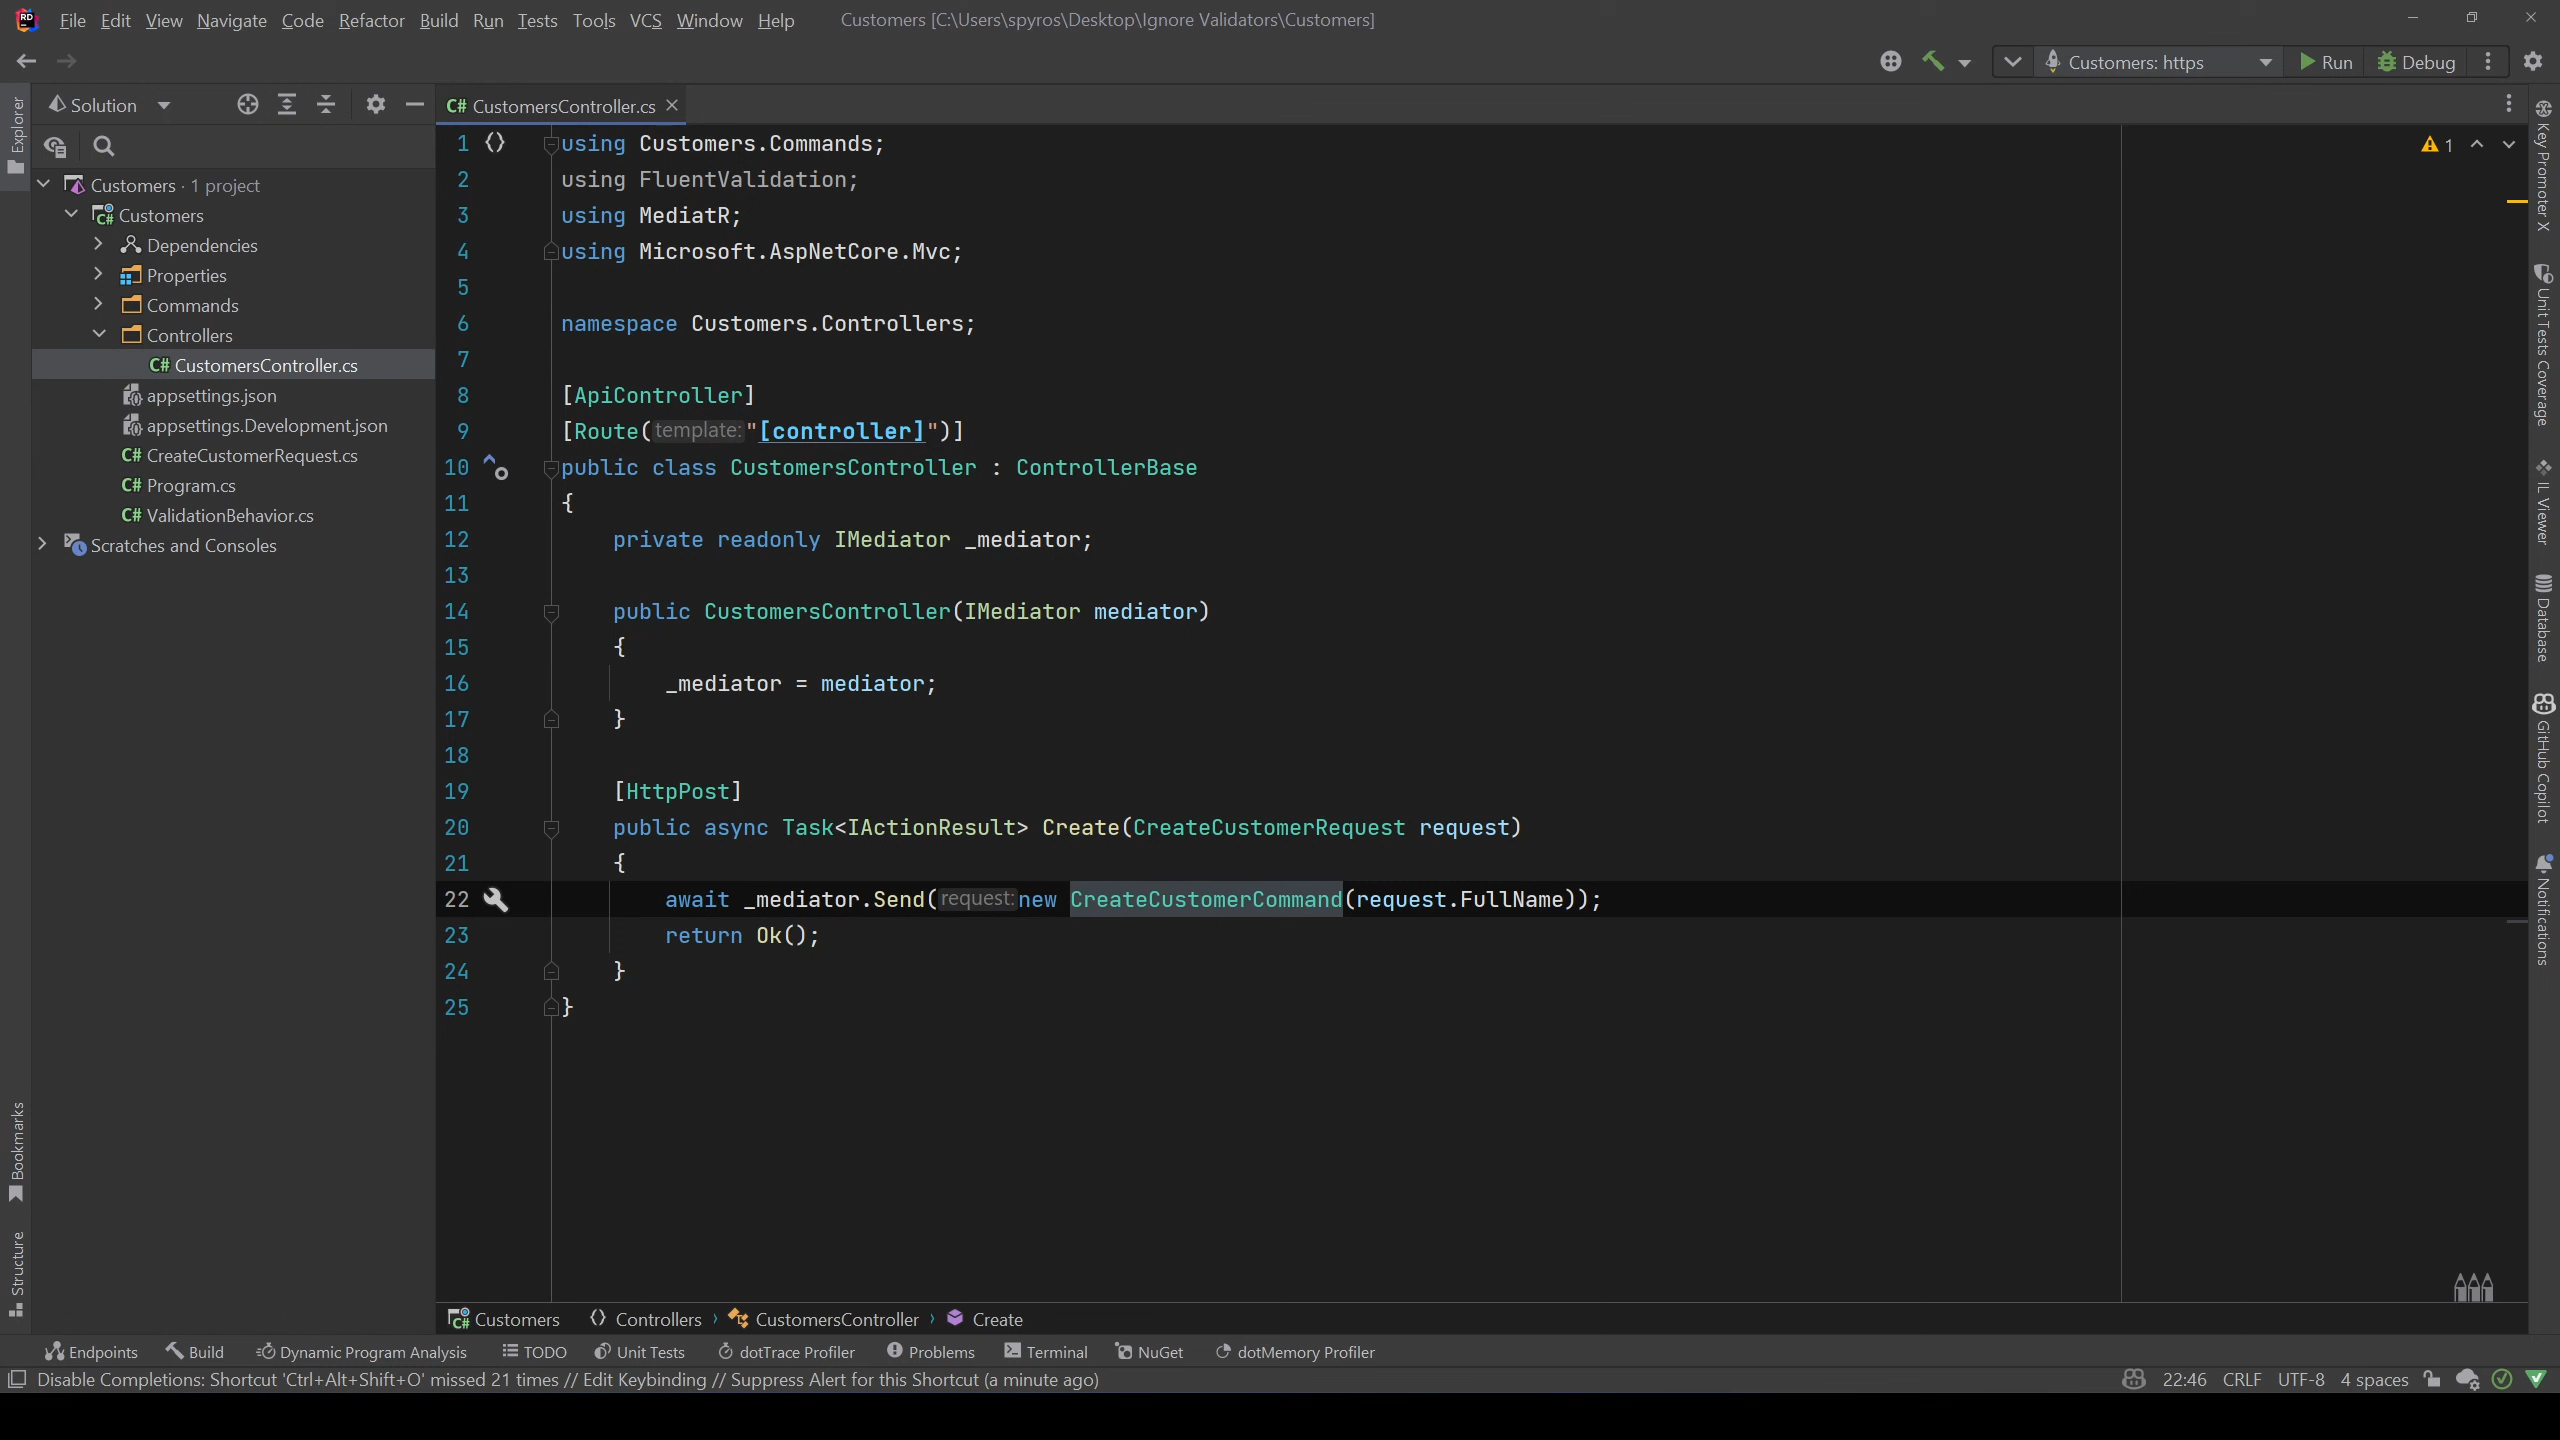 File Edit View Navigate Code Refactor Build Run Tests Tools VCS Window Help Customers [C:\Users\spyros\Desktop\Ignore Validators\Customers]
Customers: https Run Debug
Solution
CustomersController.cs
Explorer
Customers · 1 project
Customers
Dependencies
Properties
Commands
Controllers
C# CustomersController.cs
appsettings.json
appsettings.Development.json
C# CreateCustomerRequest.cs
C# Program.cs
C# ValidationBehavior.cs
Scratches and Consoles
Bookmarks
Structure
C# CustomersController.cs
1 using Customers.Commands;
2 using FluentValidation;
3 using MediatR;
4 using Microsoft.AspNetCore.Mvc;
5
6 namespace Customers.Controllers;
7
8 [ApiController]
9 [Route(template:"[controller]")]
10 public class CustomersController : ControllerBase
11 {
12 private readonly IMediator _mediator;
13
14 public CustomersController(IMediator mediator)
15 {
16 _mediator = mediator;
17 }
18
19 [HttpPost]
20 public async Task<IActionResult> Create(CreateCustomerRequest request)
21 {
22 await _mediator.Send(request:new CreateCustomerCommand(request.FullName));
23 return Ok();
24 }
25 }
1
Key Promoter X
Unit Tests Coverage
IL Viewer
Database
GitHub Copilot
Notifications
Customers Controllers CustomersController Create
Endpoints Build Dynamic Program Analysis TODO Unit Tests dotTrace Profiler Problems Terminal NuGet dotMemory Profiler
Disable Completions: Shortcut 'Ctrl+Alt+Shift+O' missed 21 times // Edit Keybinding // Suppress Alert for this Shortcut (a minute ago) 22:46 CRLF UTF-8 4 spaces